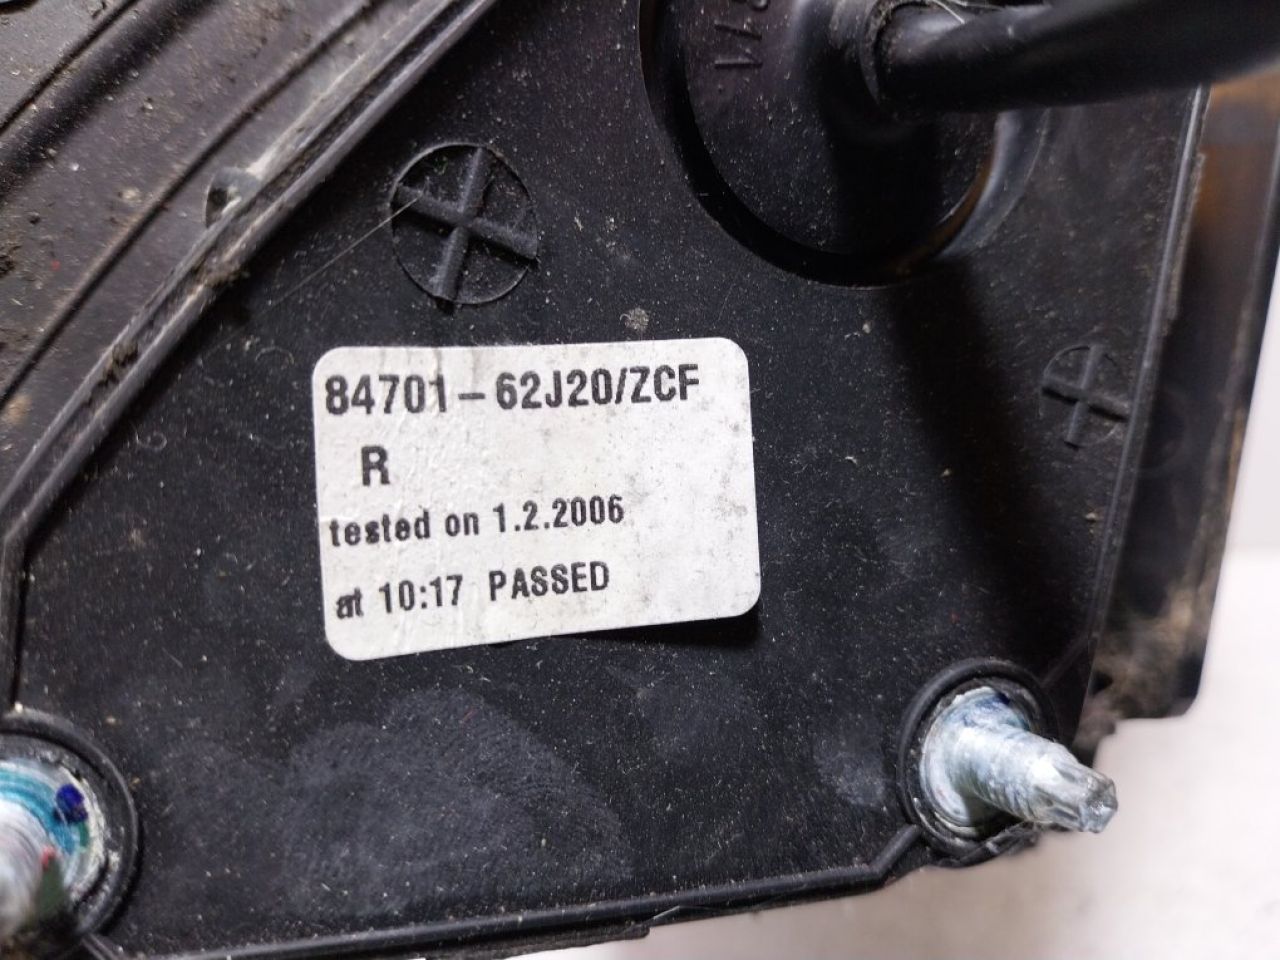 84701-62J20/ZCF
R
tested on 1.2.2006
at 10:17 PASSED